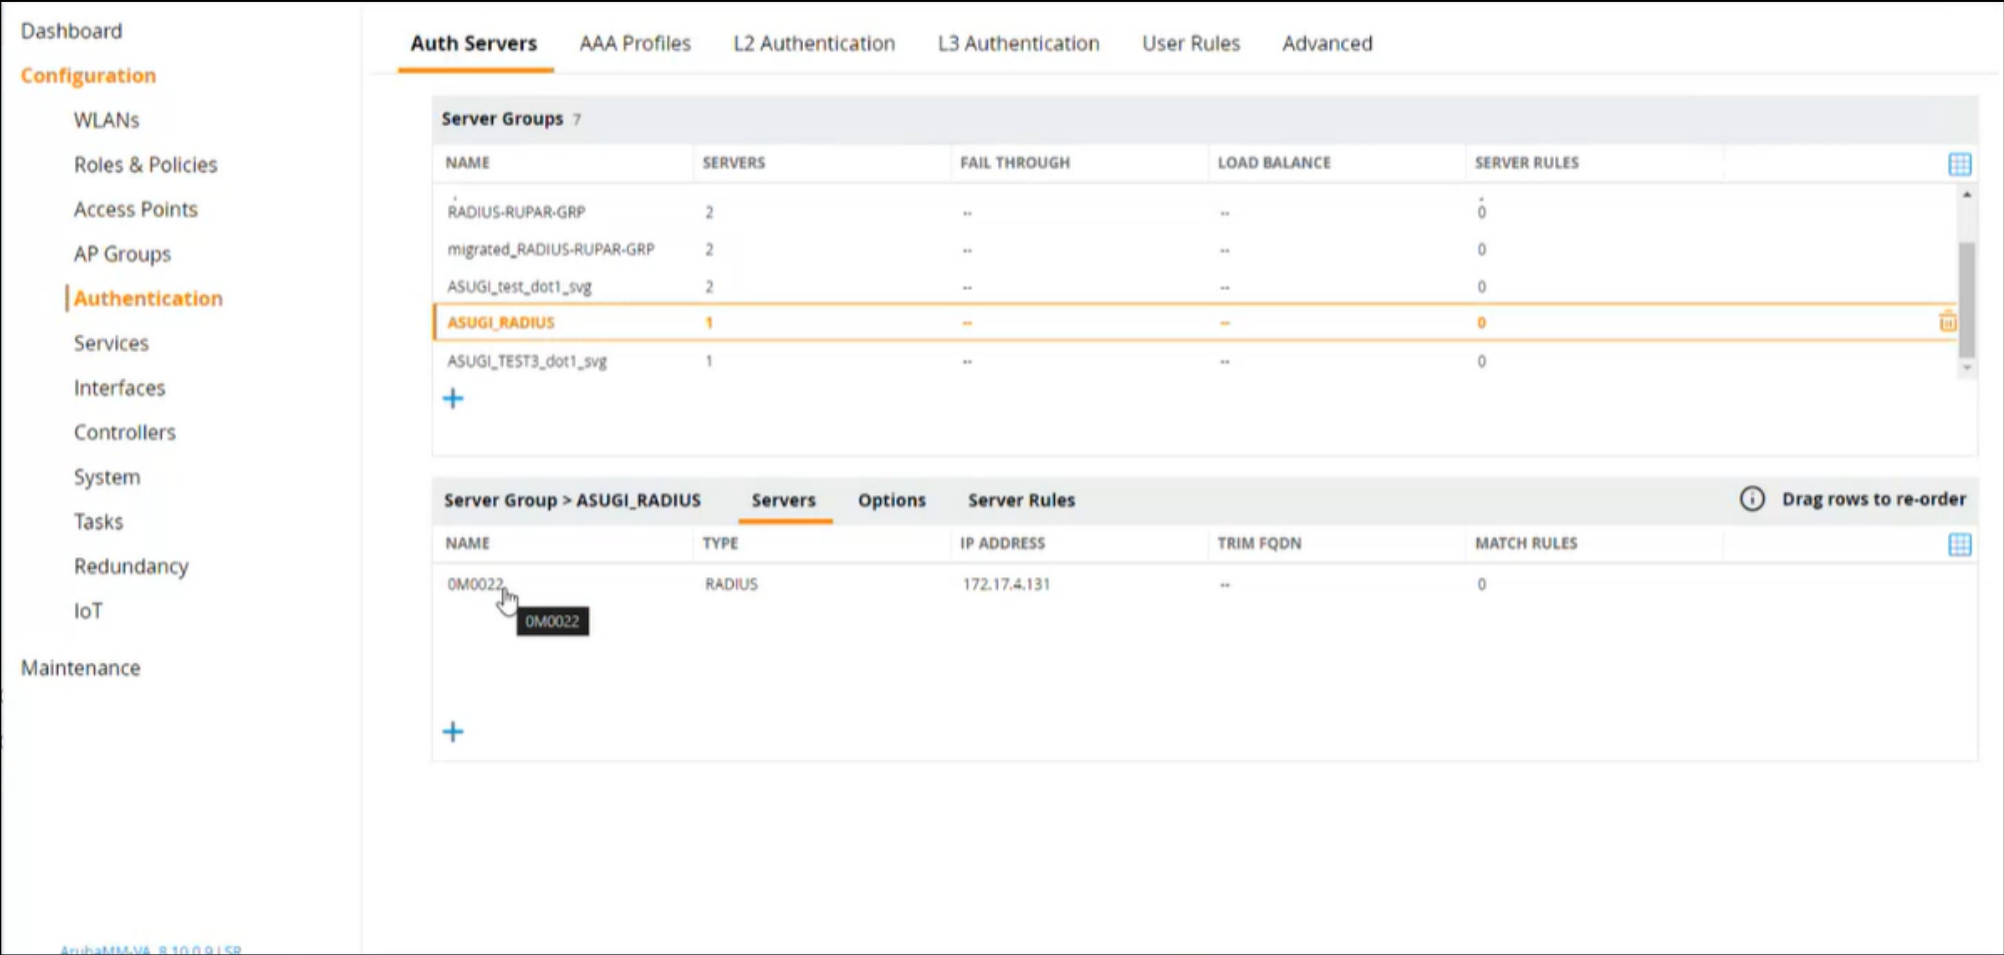 Dashboard
Configuration
WLANs
Roles & Policies
Access Points
AP Groups
Authentication
Services
Interfaces
Controllers
System
Tasks
Redundancy
IoT
Maintenance
ArubaMM-VA, 8.10.0.9 LSR
Auth Servers AAA Profiles L2 Authentication L3 Authentication User Rules Advanced
Server Groups 7
NAME SERVERS FAIL THROUGH LOAD BALANCE SERVER RULES
RADIUS-RUPAR-GRP 2 -- -- 0
migrated_RADIUS-RUPAR-GRP 2 -- -- 0
ASUGI_test_dot1_svg 2 -- -- 0
ASUGI_RADIUS 1 -- -- 0
ASUGI_TEST3_dot1_svg 1 -- -- 0
Server Group > ASUGI_RADIUS Servers Options Server Rules Drag rows to re-order
NAME TYPE IP ADDRESS TRIM FQDN MATCH RULES
0M0022 RADIUS 172.17.4.131 -- 0
0M0022